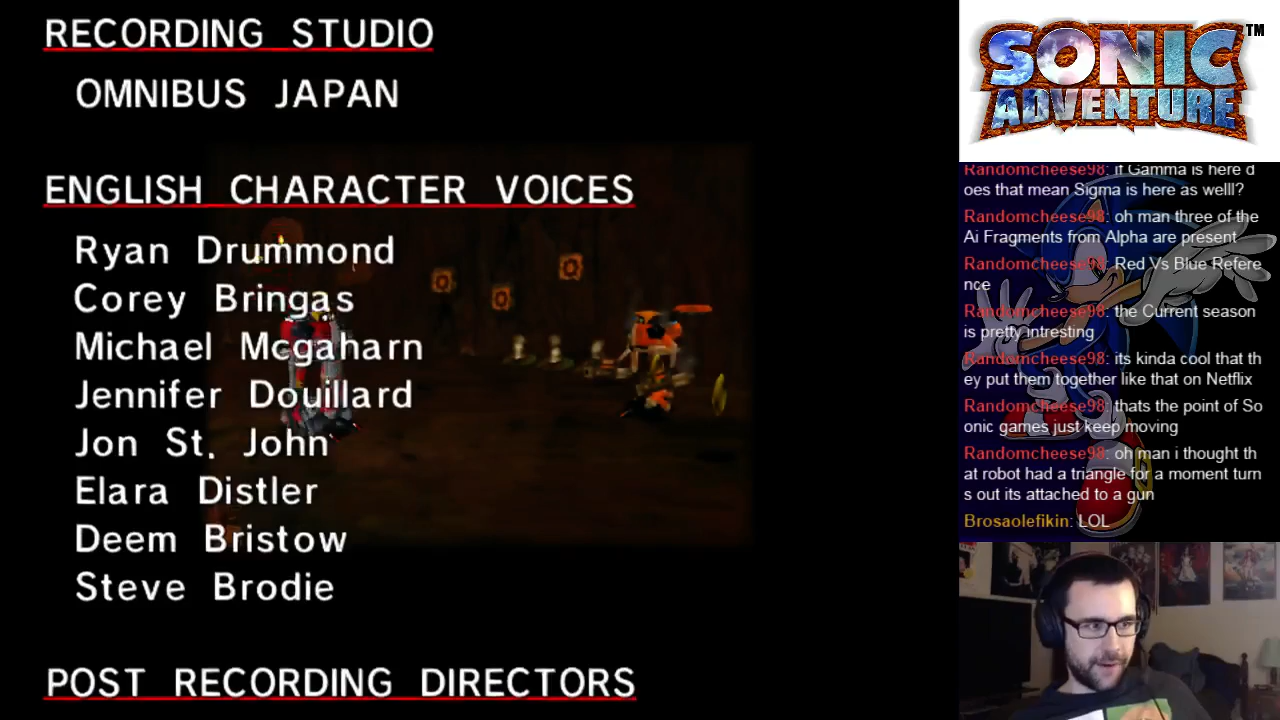 RECORDING STUDIO
OMNIBUS JAPAN
ENGLISH CHARACTER VOICES
Ryan Drummond
Corey Bringas
Michael Mcgaharn
Jennifer Douillard
Jon St. John
Elara Distler
Deem Bristow
Steve Brodie
POST RECORDING DIRECTORS
SONIC
ADVENTURE™
Randomcheese98: if Gamma is here d
oes that mean Sigma is here as welll?
Randomcheese98: oh man three of the
Ai Fragments from Alpha are present
Randomcheese98: Red Vs Blue Refere
nce
Randomcheese98: the Current season
is pretty intresting
Randomcheese98: its kinda cool that th
ey put them together like that on Netflix
Randomcheese98: thats the point of So
onic games just keep moving
Randomcheese98: oh man i thought th
at robot had a triangle for a moment turn
s out its attached to a gun
Brosaolefikin: LOL